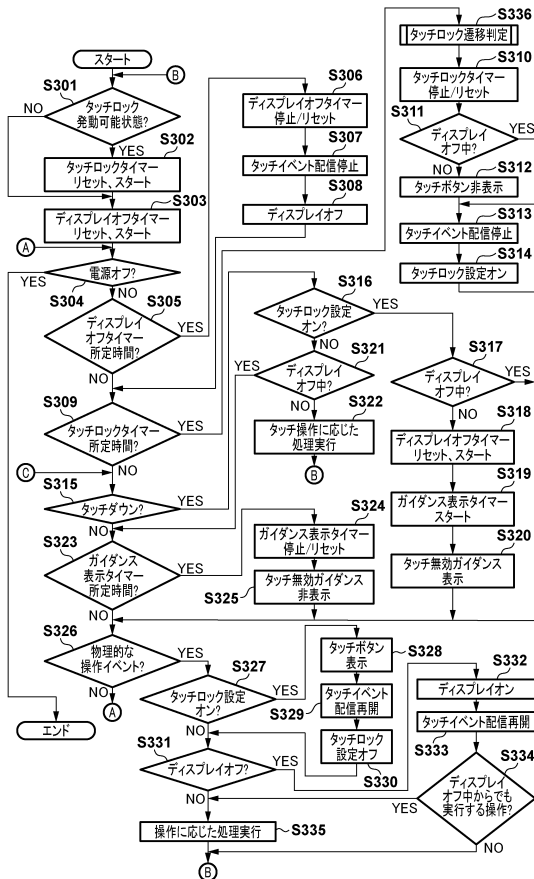 スタート
B
S301
タッチロック
発動可能状態?
NO
YES
S302
タッチロックタイマー
リセット、スタート
S303
ディスプレイオフタイマー
リセット、スタート
A
YES
電源オフ?
S304
NO
S305
ディスプレイ
オフタイマー
所定時間?
YES
NO
S306
ディスプレイオフタイマー
停止/リセット
S307
タッチイベント配信停止
S308
ディスプレイオフ
S309
タッチロックタイマー
所定時間?
YES
NO
C
S336
タッチロック遷移判定
S310
タッチロックタイマー
停止/リセット
S311
ディスプレイ
オフ中?
YES
NO
S312
タッチボタン非表示
S313
タッチイベント配信停止
S314
タッチロック設定オン
S315
タッチダウン?
YES
NO
S316
タッチロック設定
オン?
YES
NO
S321
ディスプレイ
オフ中?
YES
NO
S322
タッチ操作に応じた
処理実行
B
S317
ディスプレイ
オフ中?
YES
NO
S318
ディスプレイオフタイマー
リセット、スタート
S319
ガイダンス表示タイマー
スタート
S320
タッチ無効ガイダンス
表示
S323
ガイダンス
表示タイマー
所定時間?
YES
NO
S324
ガイダンス表示タイマー
停止/リセット
S325
タッチ無効ガイダンス
非表示
S326
物理的な
操作イベント?
YES
NO
A
エンド
S327
タッチロック設定
オン?
YES
NO
S328
タッチボタン
表示
S329
タッチイベント
配信再開
S330
タッチロック
設定オフ
S331
ディスプレイオフ?
YES
NO
S332
ディスプレイオン
S333
タッチイベント配信再開
S334
ディスプレイ
オフ中からでも
実行する操作?
YES
NO
S335
操作に応じた処理実行
B